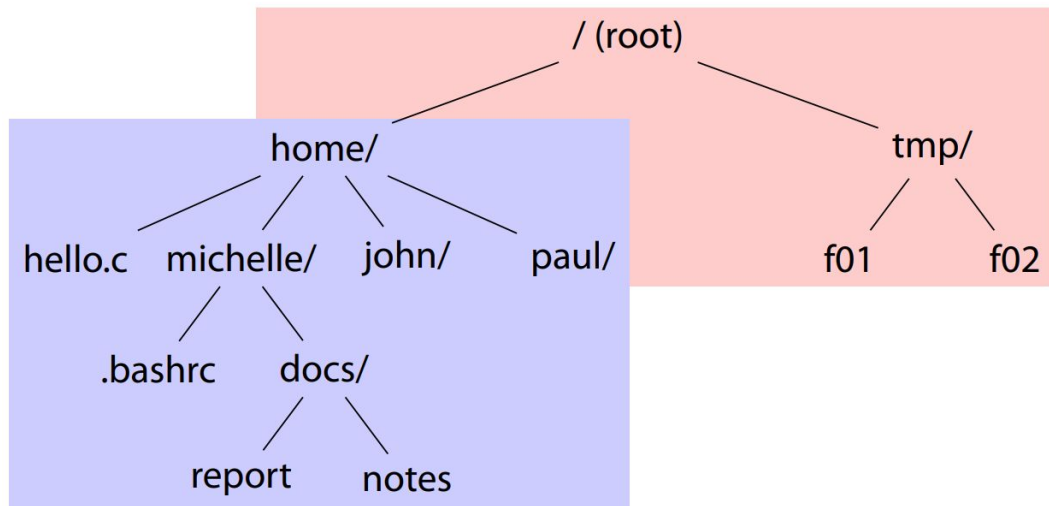 / (root)
home/ tmp/
hello.c michelle/ john/ paul/ f01 f02
.bashrc docs/
report notes